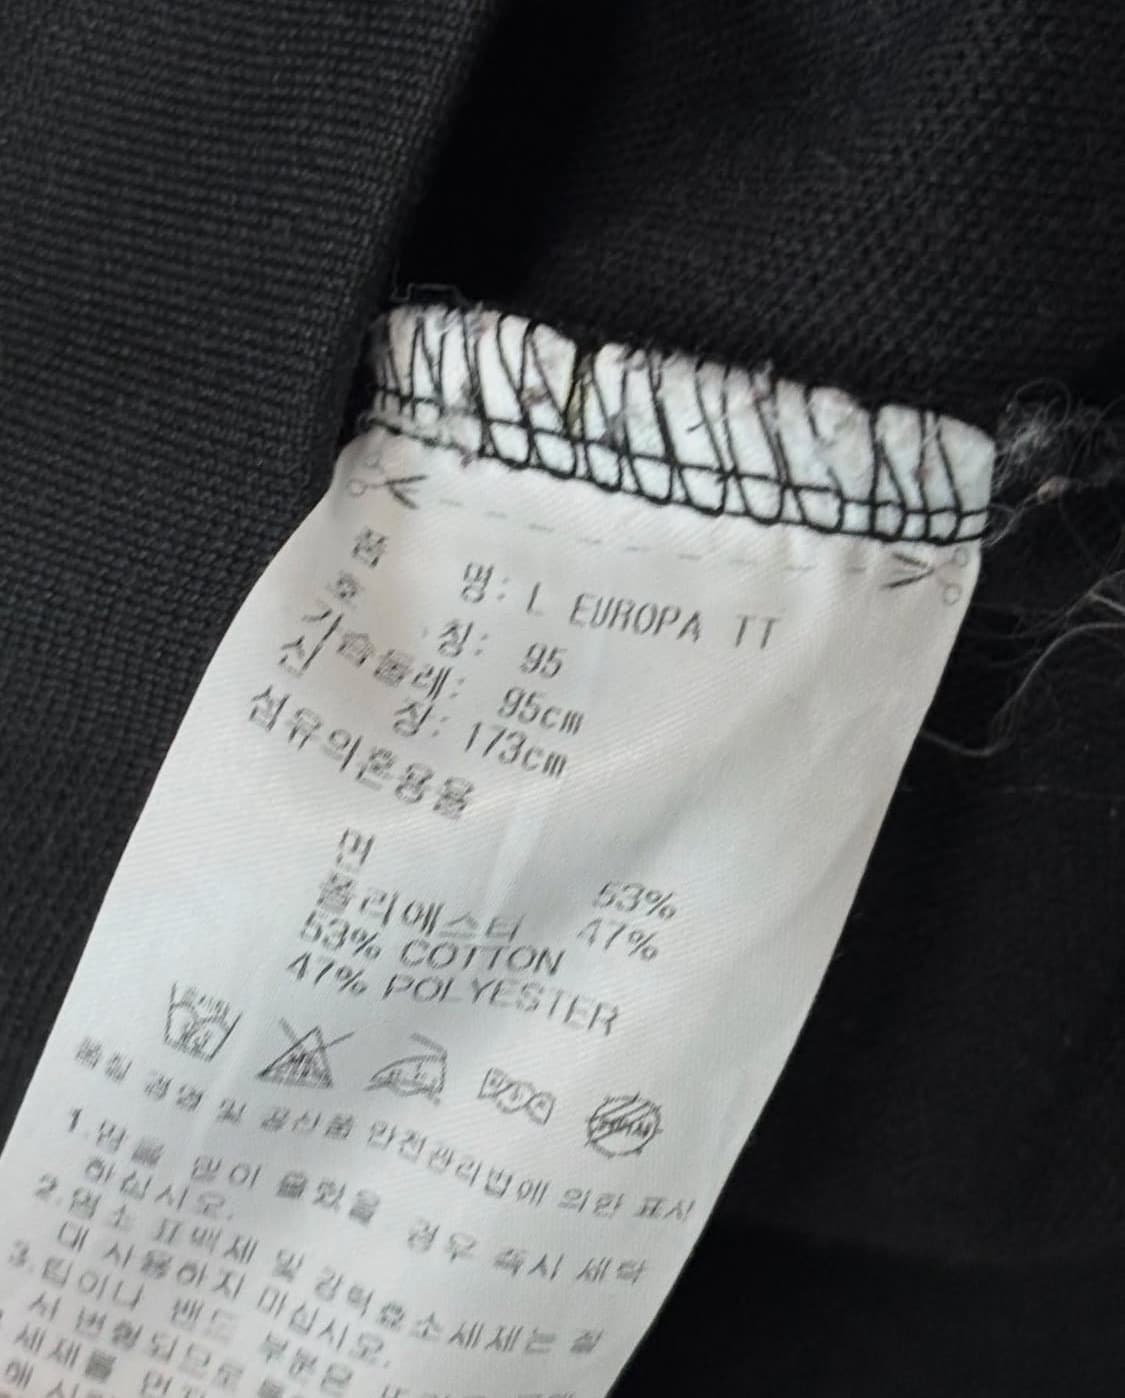 품 명: L EUROPA TT
호 칭: 95
가슴둘레: 95cm
신 장: 173cm
섬유의혼용율
면 53%
폴리에스터 47%
53% COTTON
47% POLYESTER
품질 경영 및 공산품 안전관리법에 의한 표시
1.땀을 많이 흘렸을 경우 즉시 세탁
하십시오.
2.염소 표백제 및 강력효소세제는 절
대 사용하지 마십시오.
3.립이나 밴드 부분은
서 변형되므로
세제를 먼저